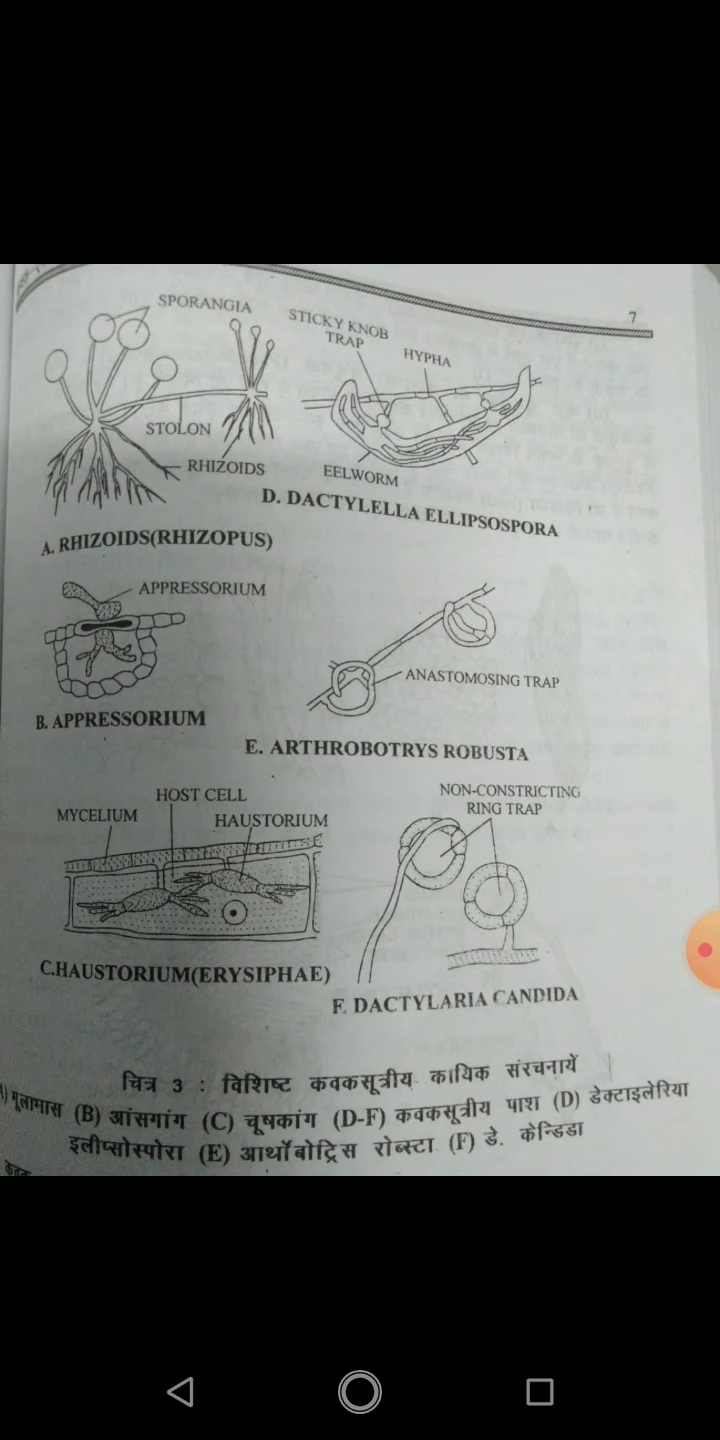 7
SPORANGIA
STOLON
RHIZOIDS
A. RHIZOIDS(RHIZOPUS)
STICKY KNOB
TRAP
HYPHA
EELWORM
D. DACTYLELLA ELLIPSOSPORA
APPRESSORIUM
B. APPRESSORIUM
ANASTOMOSING TRAP
E. ARTHROBOTRYS ROBUSTA
HOST CELL
MYCELIUM
HAUSTORIUM
C.HAUSTORIUM(ERYSIPHAE)
NON-CONSTRICTING
RING TRAP
F. DACTYLARIA CANDIDA
चित्र 3 : विशिष्ट कवकसूत्रीय कायिक संरचनायें
) मूलाभास (B) आंसगांग (C) चूषकांग (D-F) कवकसूत्रीय पाश (D) डेक्टाइलेरिया
इलीप्सोस्पोरा (E) आर्थोबोट्रिस रोब्स्टा (F) डे. केन्डिडा